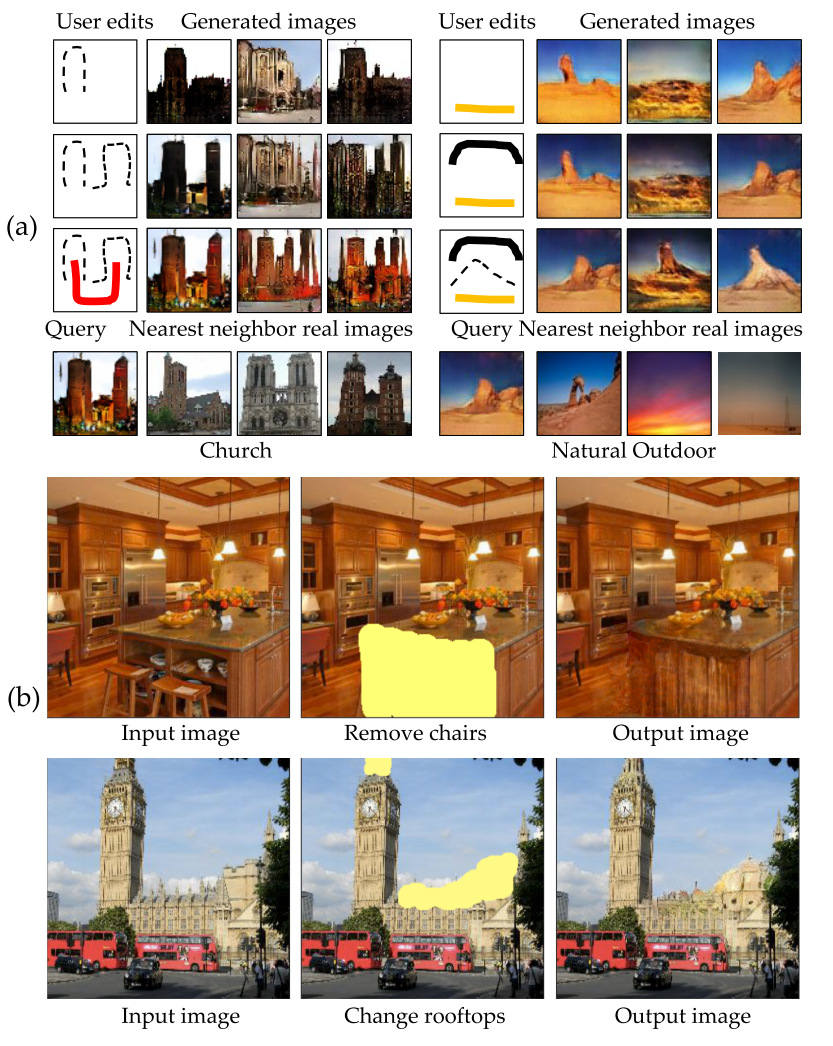 User edits Generated images User edits Generated images
(a)
Query Nearest neighbor real images Query Nearest neighbor real images
Church Natural Outdoor
(b)
Input image Remove chairs Output image
Input image Change rooftops Output image